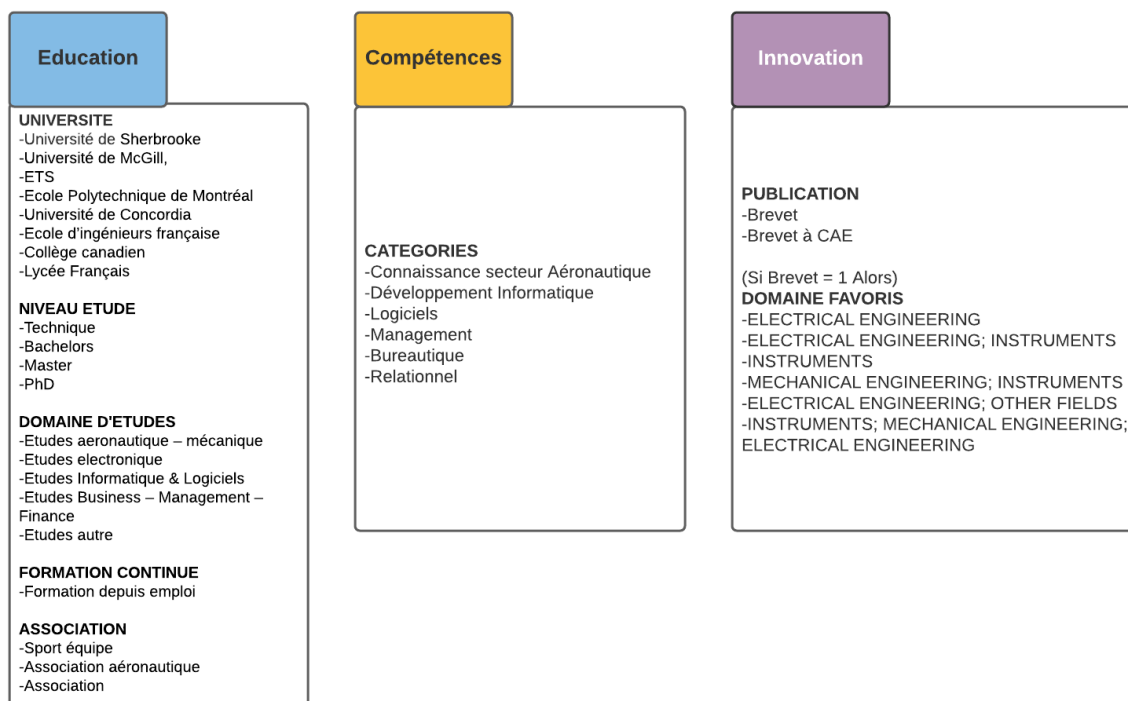 Education
UNIVERSITE
-Université de Sherbrooke
-Université de McGill,
-ETS
-Ecole Polytechnique de Montréal
-Université de Concordia
-Ecole d'ingénieurs française
-Collège canadien
-Lycée Français
NIVEAU ETUDE
-Technique
-Bachelors
-Master
-PhD
DOMAINE D'ETUDES
-Etudes aeronautique – mécanique
-Etudes electronique
-Etudes Informatique & Logiciels
-Etudes Business – Management –
Finance
-Etudes autre
FORMATION CONTINUE
-Formation depuis emploi
ASSOCIATION
-Sport équipe
-Association aéronautique
-Association
Compétences
CATEGORIES
-Connaissance secteur Aéronautique
-Développement Informatique
-Logiciels
-Management
-Bureautique
-Relationnel
Innovation
PUBLICATION
-Brevet
-Brevet à CAE
(Si Brevet = 1 Alors)
DOMAINE FAVORIS
-ELECTRICAL ENGINEERING
-ELECTRICAL ENGINEERING; INSTRUMENTS
-INSTRUMENTS
-MECHANICAL ENGINEERING; INSTRUMENTS
-ELECTRICAL ENGINEERING; OTHER FIELDS
-INSTRUMENTS; MECHANICAL ENGINEERING;
ELECTRICAL ENGINEERING